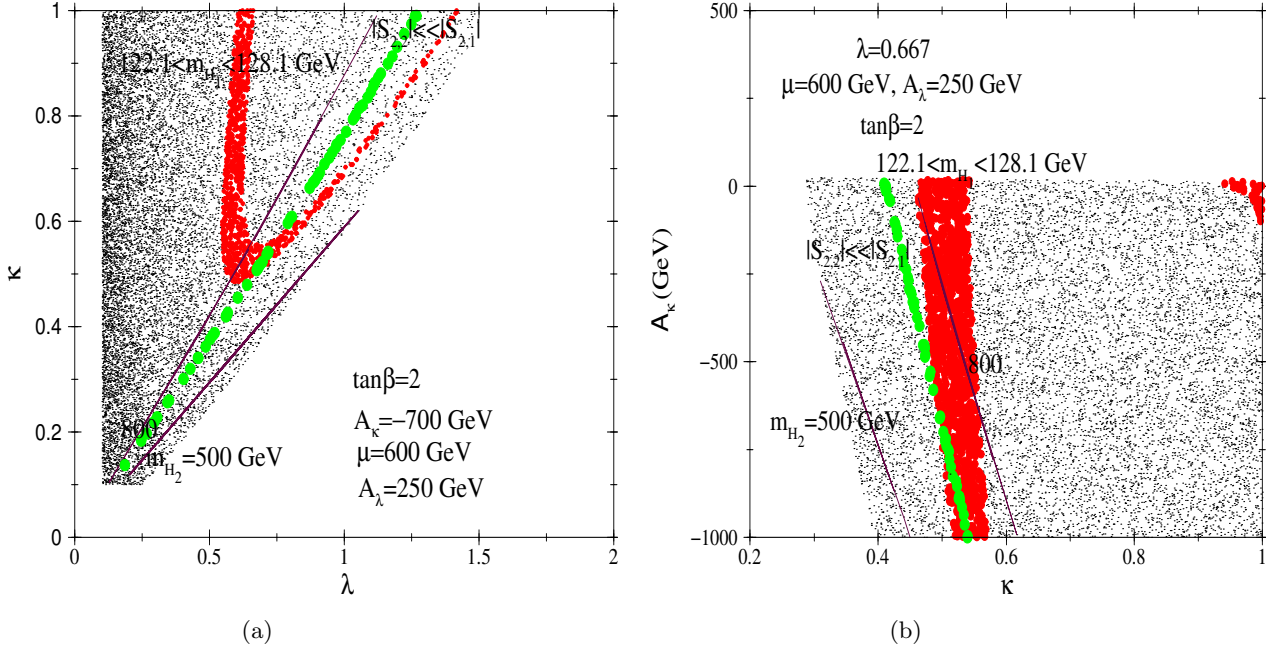 1
0.8
0.6
0.4
0.2
0
κ
0
0.5
1
1.5
2
λ
122.1<m_{H_1}<128.1 GeV
|S_{2,2}|<<|S_{2,1}|
800
m_{H_2}=500 GeV
tanβ=2
A_κ=−700 GeV
μ=600 GeV
A_λ=250 GeV
(a)
500
0
−500
−1000
A_κ (GeV)
0.2
0.4
0.6
0.8
1
κ
λ=0.667
μ=600 GeV, A_λ=250 GeV
tanβ=2
122.1<m_{H_1}<128.1 GeV
|S_{2,2}|<<|S_{2,1}|
800
m_{H_2}=500 GeV
(b)